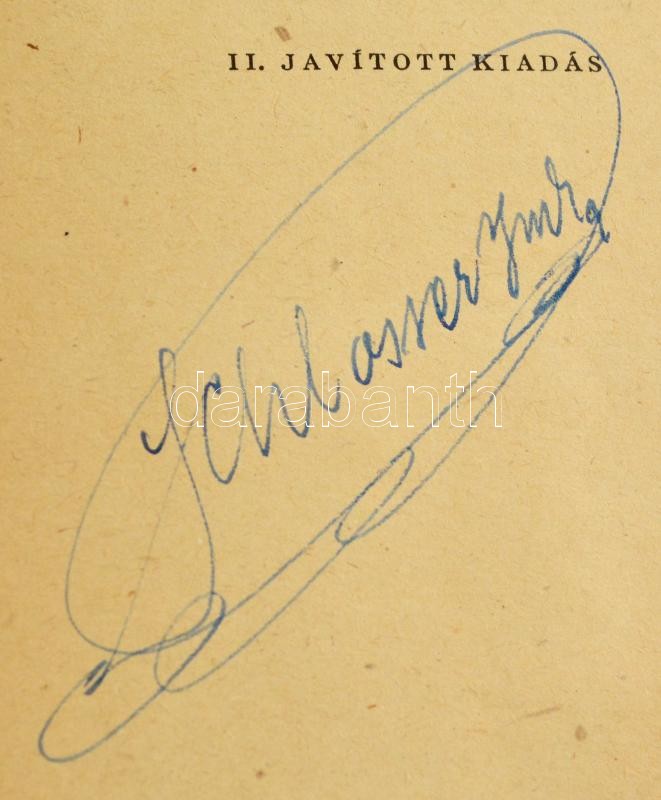 II. JAVÍTOTT KIADÁS
Schlosser Imre
darabanth